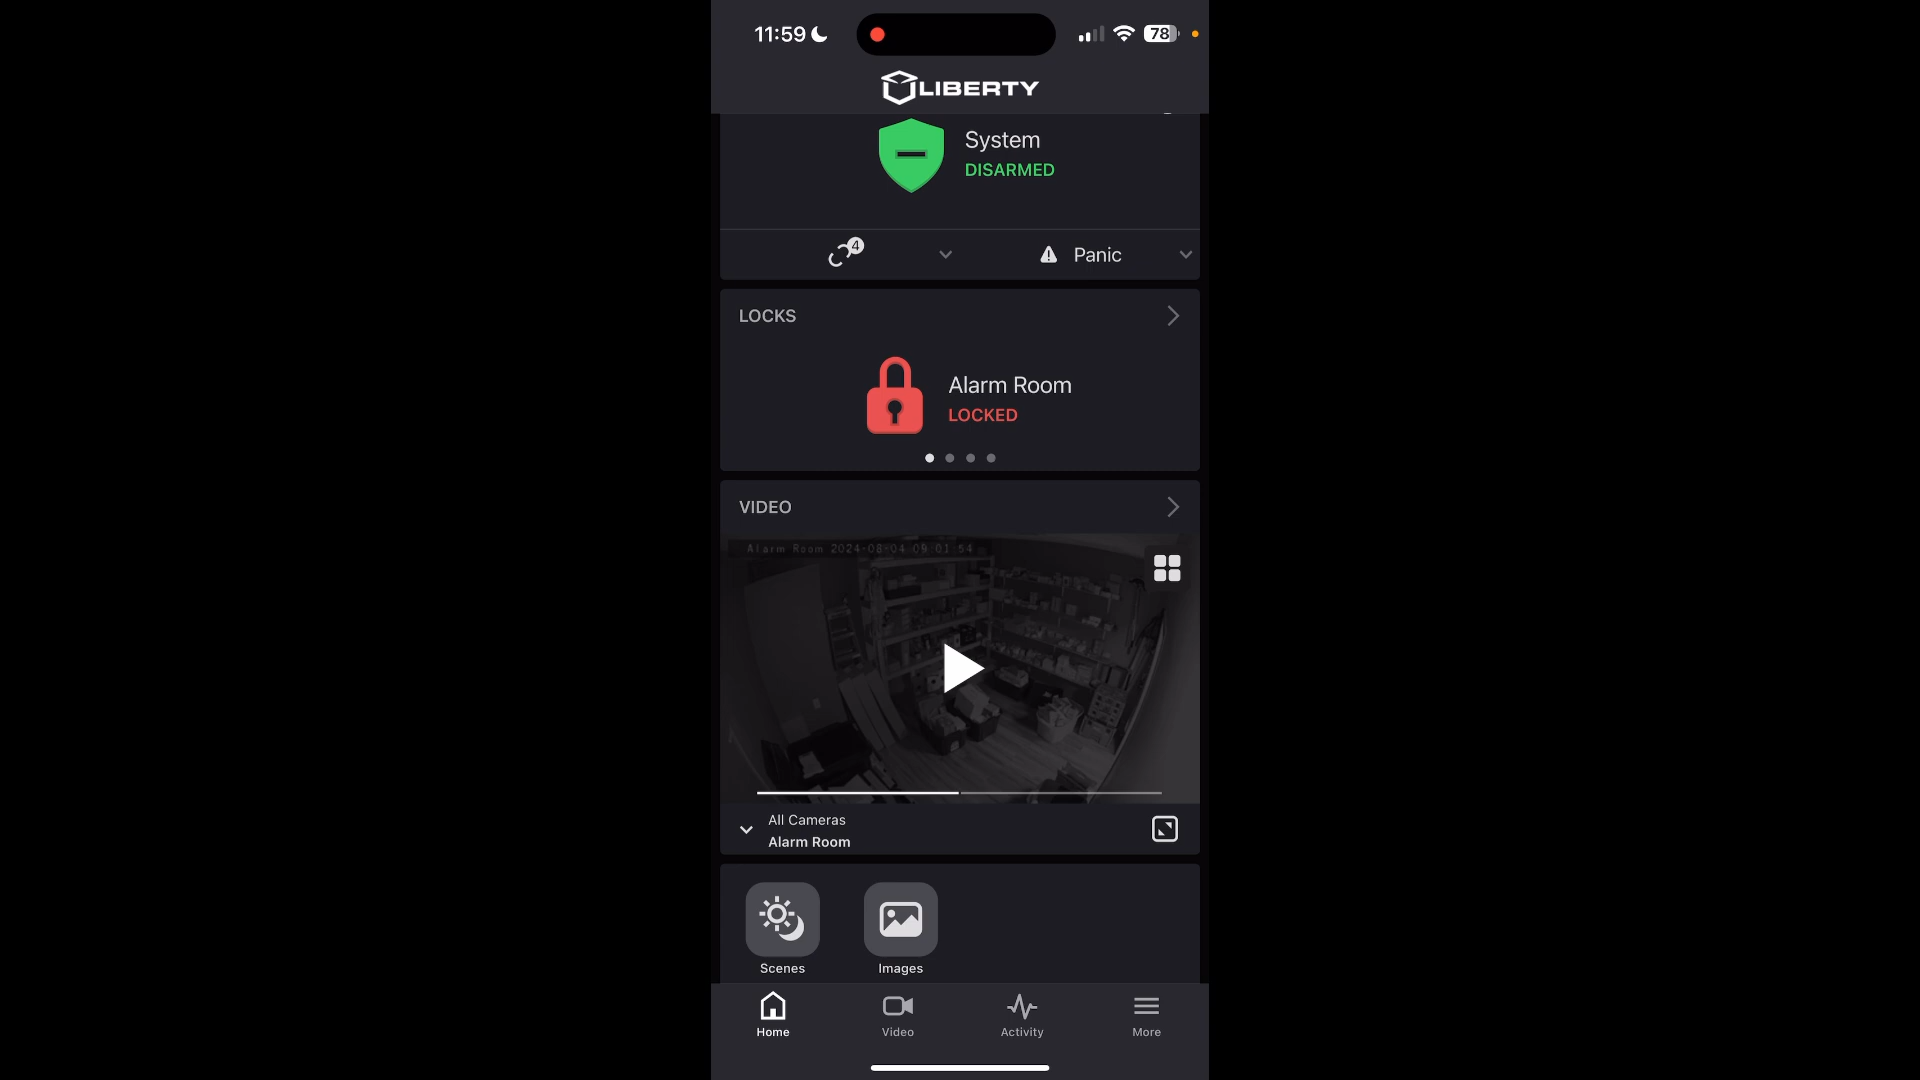 11:59
78
LIBERTY
System
DISARMED
4
Panic
LOCKS
Alarm Room
LOCKED
VIDEO
Alarm Room 2024-08-04 09:01:54
All Cameras
Alarm Room
Scenes
Images
Home
Video
Activity
More